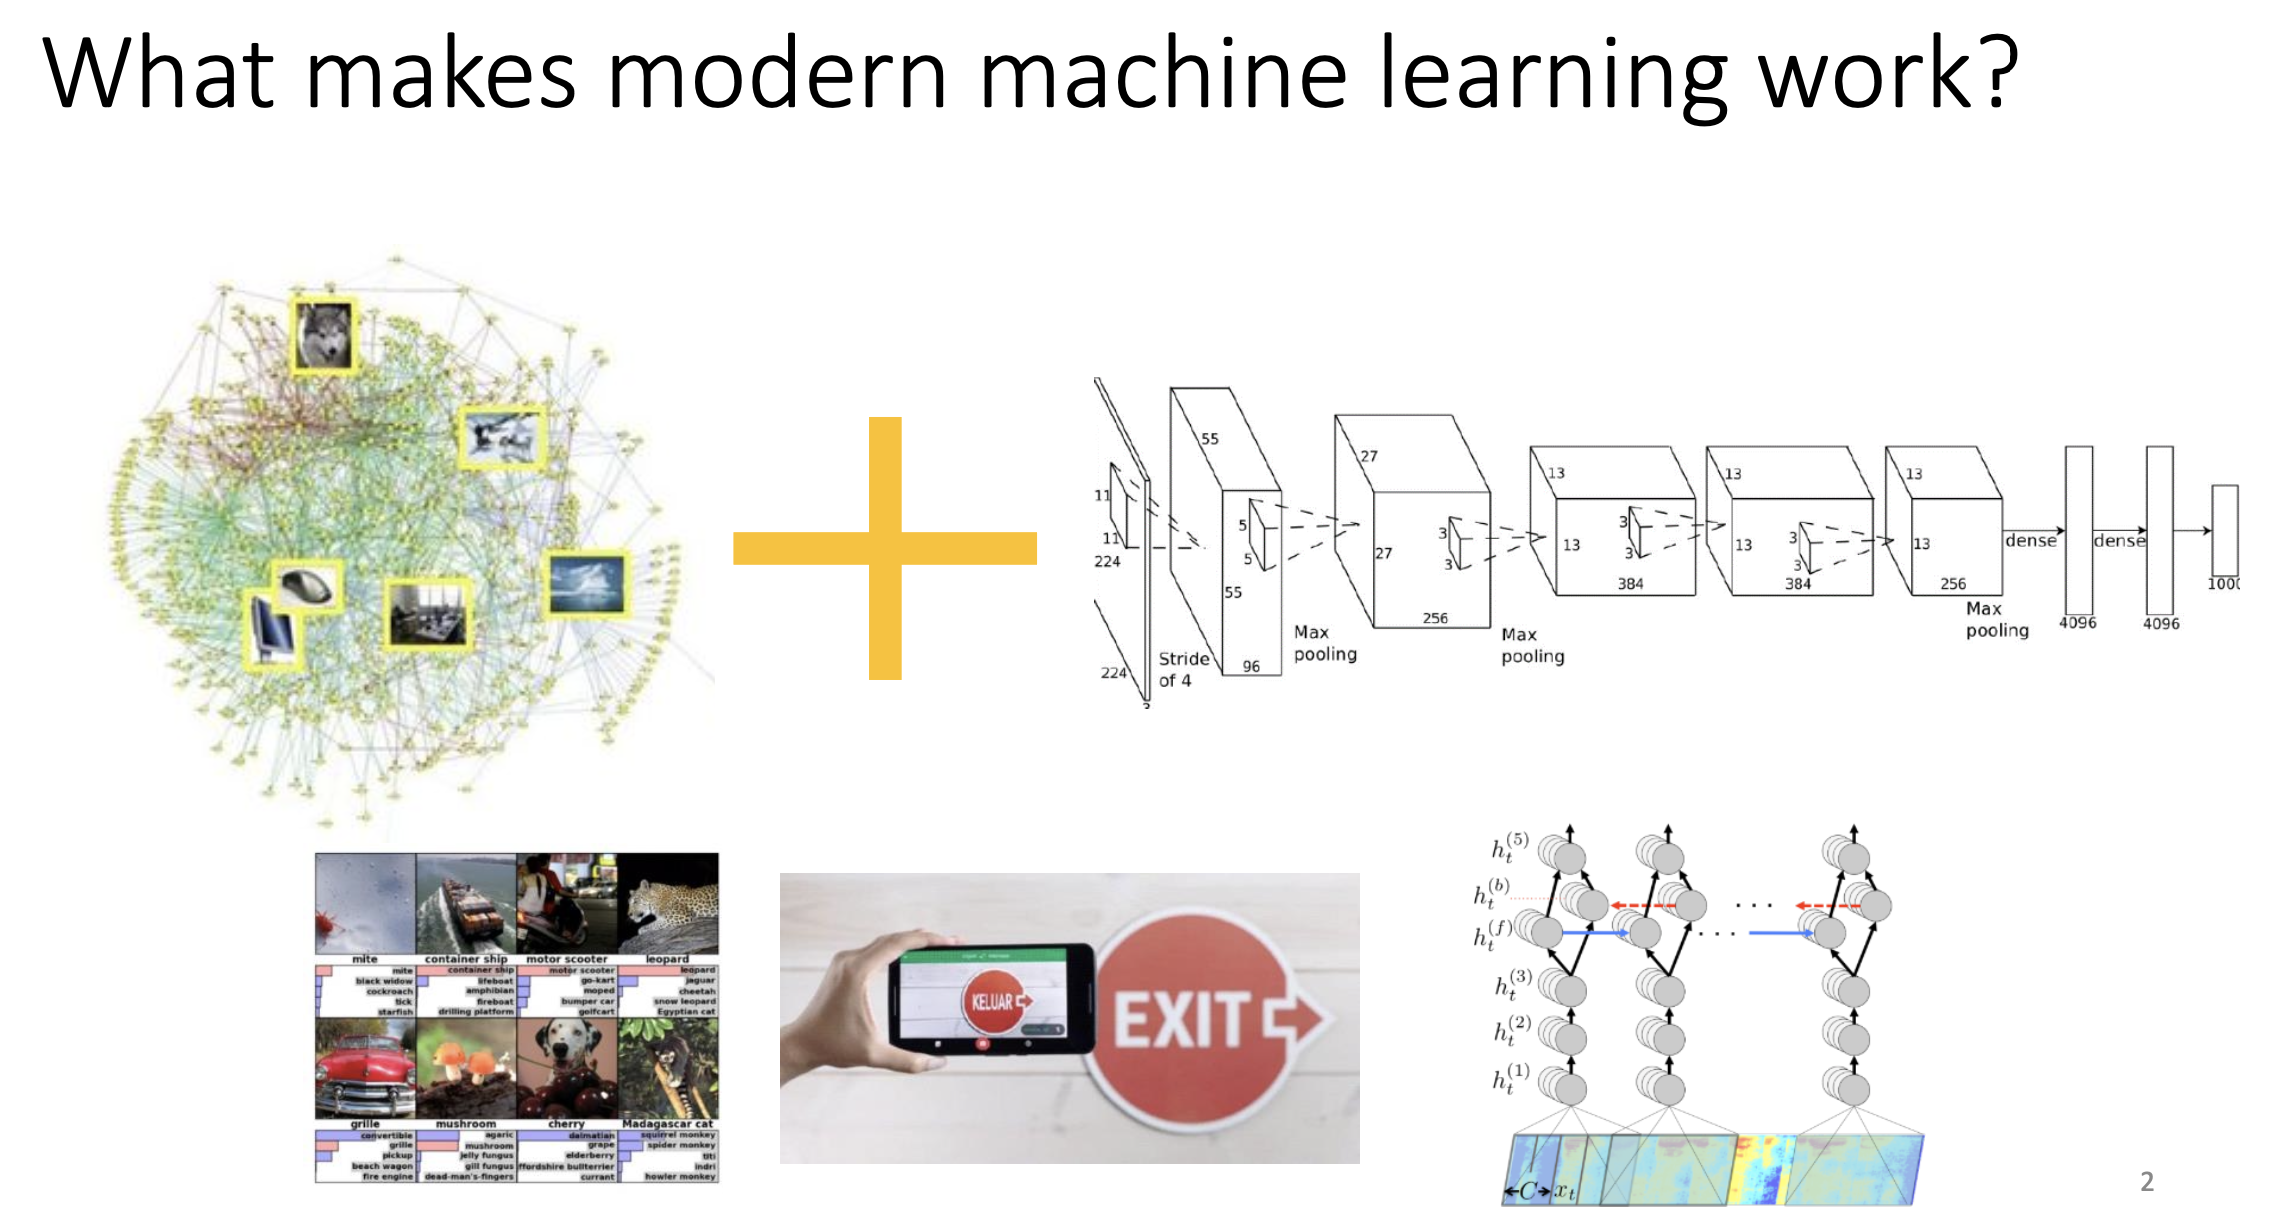 What makes modern machine learning work?
11
11
224
224
3
Stride
of 4
55
5
5
55
96
Max
pooling
27
3
3
27
256
Max
pooling
13
3
3
13
384
13
3
3
13
384
13
13
256
Max
pooling
dense
4096
dense
4096
1000
mite container ship motor scooter leopard
mite container ship motor scooter leopard
black widow lifeboat go-kart jaguar
cockroach amphibian moped cheetah
tick fireboat bumper car snow leopard
starfish drilling platform golfcart Egyptian cat
grille mushroom cherry Madagascar cat
convertible agaric dalmatian squirrel monkey
grille mushroom grape spider monkey
pickup jelly fungus elderberry titi
beach wagon gill fungus ffordshire bullterrier indri
fire engine dead-man's-fingers currant howler monkey
KELUAR
EXIT
h_t^{(5)}
h_t^{(b)}
h_t^{(f)}
h_t^{(3)}
h_t^{(2)}
h_t^{(1)}
C x_t
2